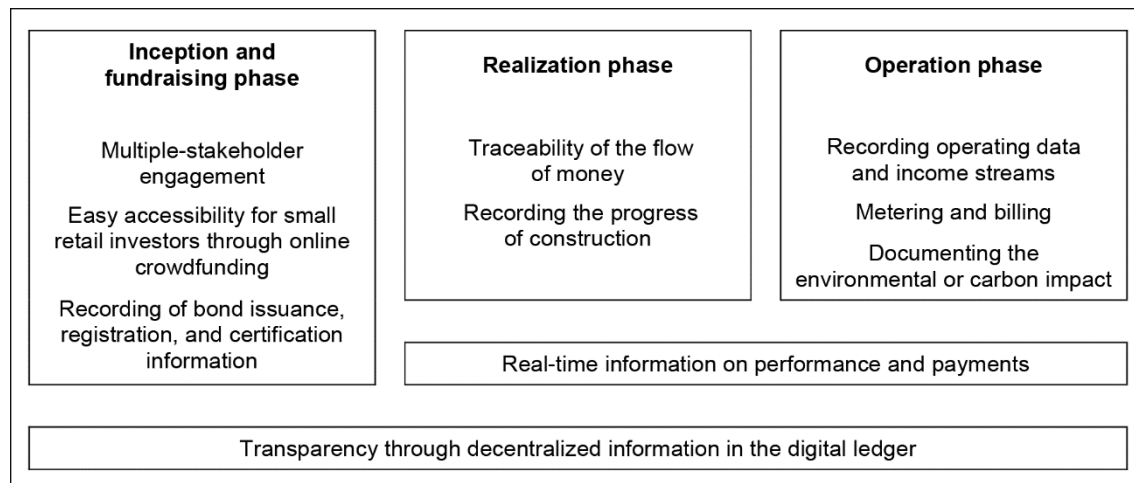 Inception and
fundraising phase
Multiple-stakeholder
engagement
Easy accessibility for small
retail investors through online
crowdfunding
Recording of bond issuance,
registration, and certification
information
Realization phase
Traceability of the flow
of money
Recording the progress
of construction
Operation phase
Recording operating data
and income streams
Metering and billing
Documenting the
environmental or carbon impact
Real-time information on performance and payments
Transparency through decentralized information in the digital ledger